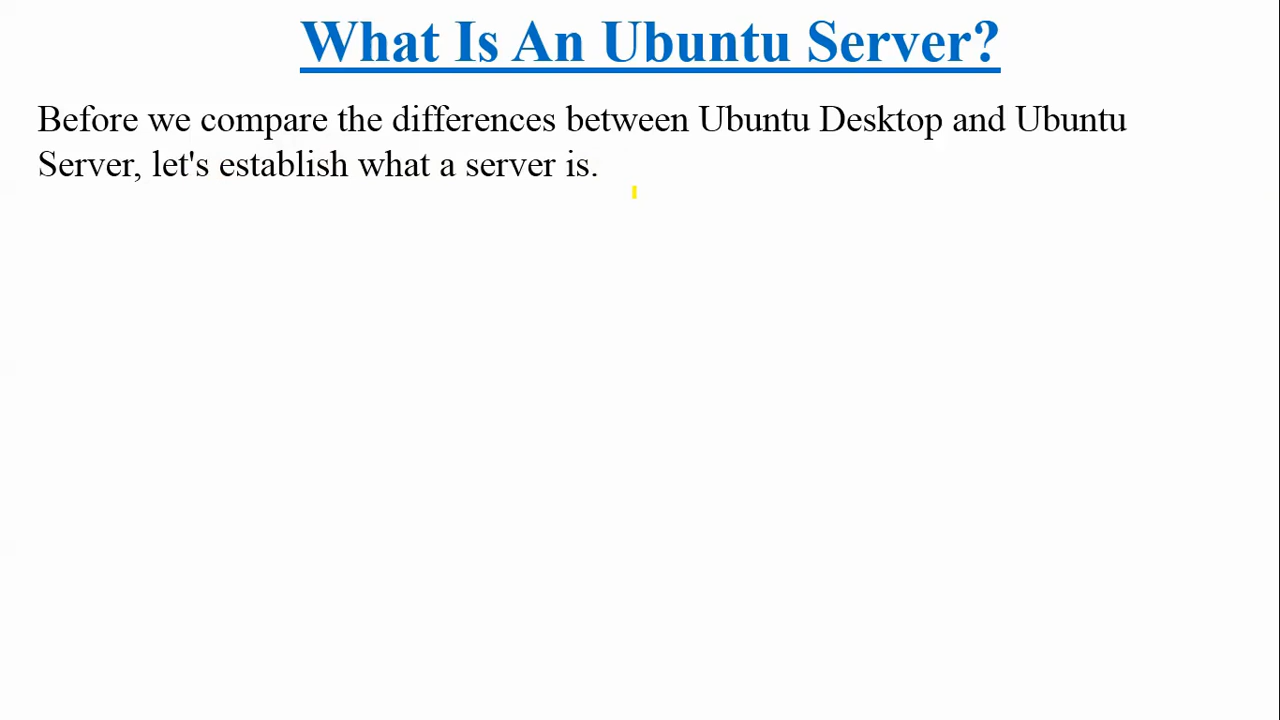 What Is An Ubuntu Server?
Before we compare the differences between Ubuntu Desktop and Ubuntu
Server, let's establish what a server is.